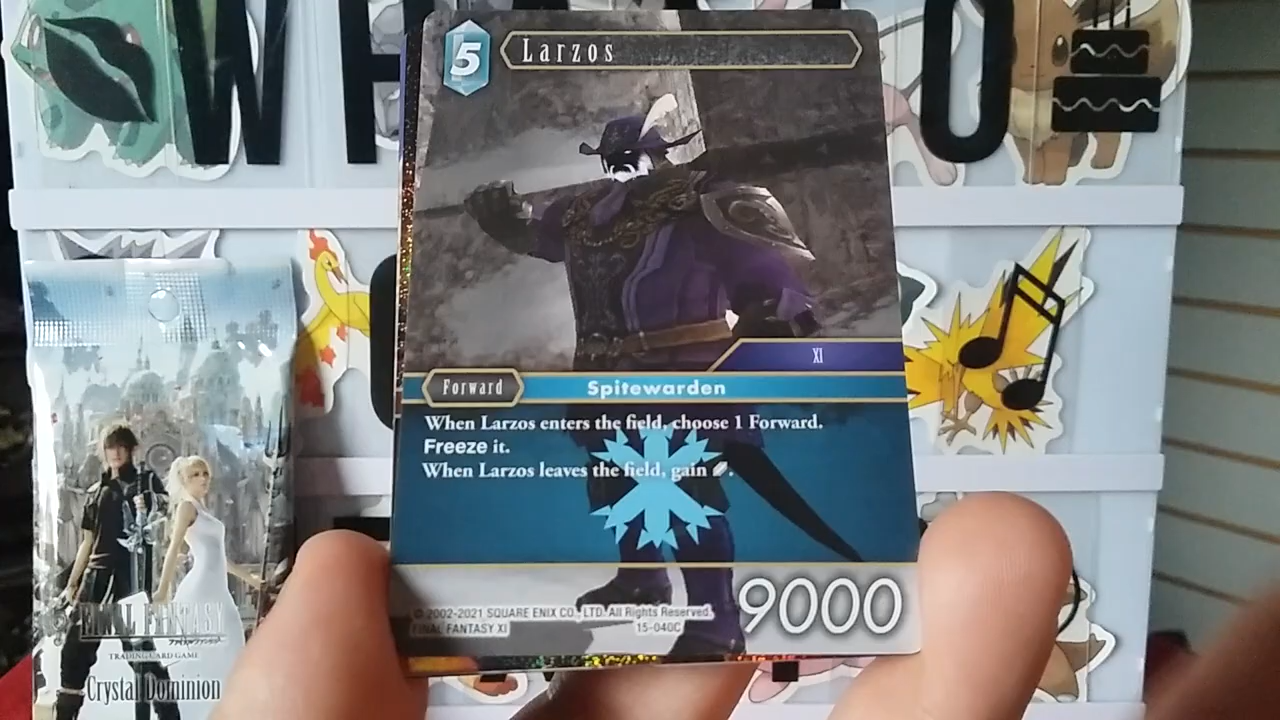 W H O
5
Larzos
XI
Forward
Spitewarden
When Larzos enters the field, choose 1 Forward.
Freeze it.
When Larzos leaves the field, gain .
© 2002-2021 SQUARE ENIX CO., LTD. All Rights Reserved.
FINAL FANTASY XI
15-040C
9000
FINAL FANTASY
TRADING CARD GAME
Crystal Dominion